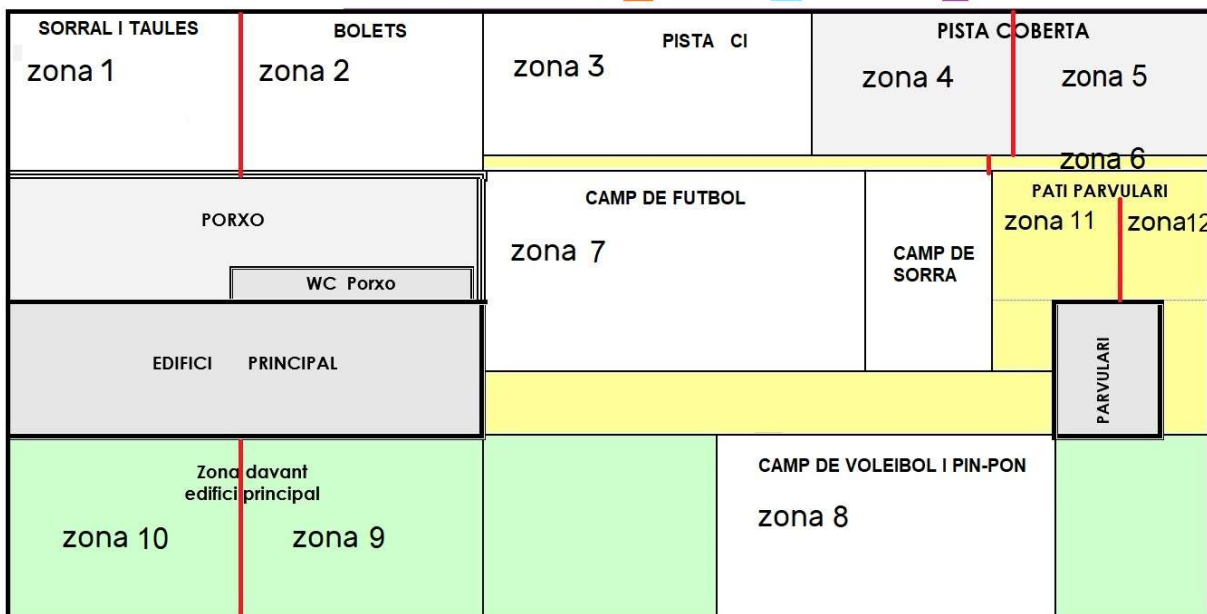 SORRAL I TAULES
zona 1
BOLETS
zona 2
PISTA CI
zona 3
PISTA COBERTA
zona 4
zona 5
zona 6
PORXO
WC Porxo
CAMP DE FUTBOL
zona 7
CAMP DE
SORRA
PATI PARVULARI
zona 11
zona12
EDIFICI PRINCIPAL
PARVULARI
Zona davant
edifici principal
zona 10
zona 9
CAMP DE VOLEIBOL I PIN-PON
zona 8